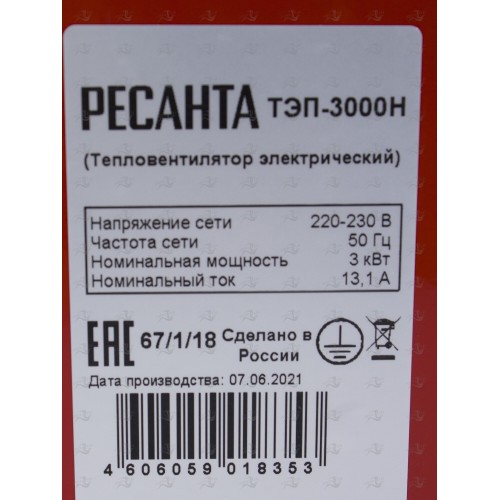 РЕСАНТА ТЭП-3000Н
(Тепловентилятор электрический)
Напряжение сети 220-230 В
Частота сети 50 Гц
Номинальная мощность 3 кВт
Номинальный ток 13,1 А
ЕАС 67/1/18 Сделано в
России
Дата производства: 07.06.2021
4 606059 018353